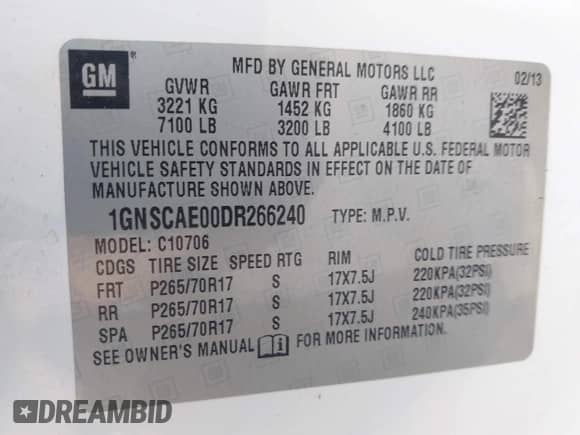 GM ® MFD BY GENERAL MOTORS LLC 02/13
GVWR GAWR FRT GAWR RR
3221 KG 1452 KG 1860 KG
7100 LB 3200 LB 4100 LB
THIS VEHICLE CONFORMS TO ALL APPLICABLE U.S. FEDERAL MOTOR
VEHICLE SAFETY STANDARDS IN EFFECT ON THE DATE OF
MANUFACTURE SHOWN ABOVE.
1GNSCAE00DR266240 TYPE: M.P.V.
MODEL: C10706
CDGS TIRE SIZE SPEED RTG RIM COLD TIRE PRESSURE
FRT P265/70R17 S 17X7.5J 220KPA(32PSI)
RR P265/70R17 S 17X7.5J 220KPA(32PSI)
SPA P265/70R17 S 17X7.5J 240KPA(35PSI)
SEE OWNER'S MANUAL FOR MORE INFORMATION.
DREAMBID